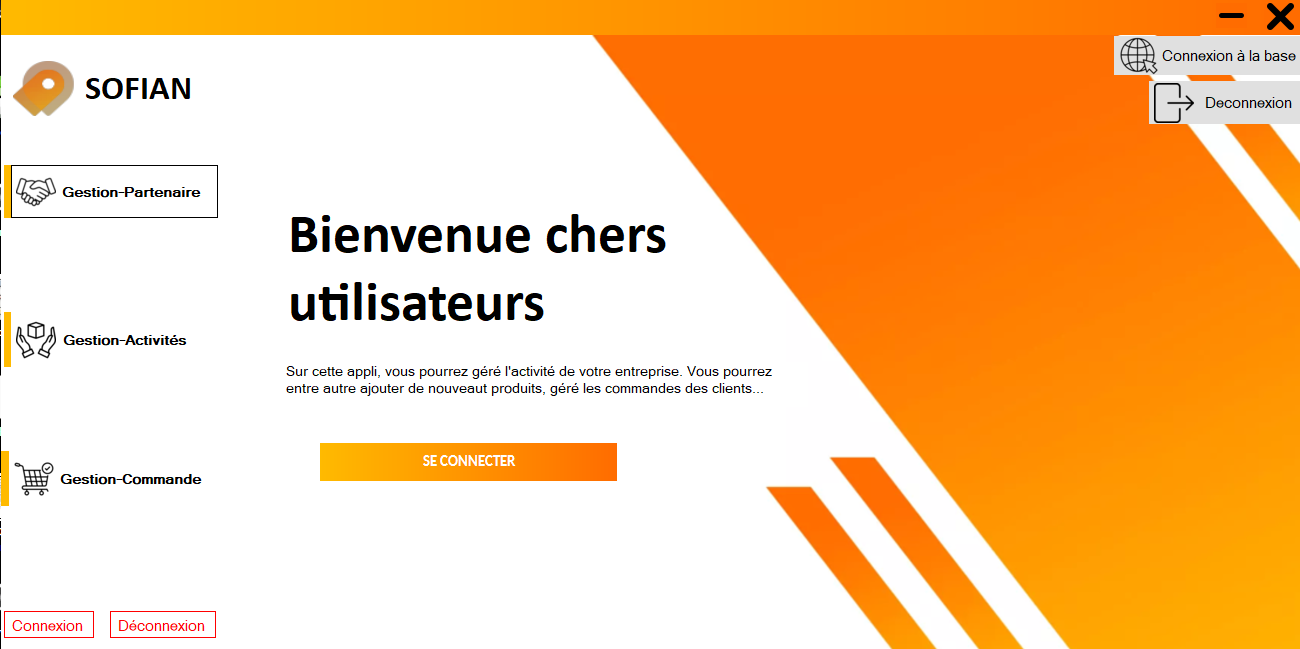 SOFIAN
Connexion à la base
Deconnexion
Gestion-Partenaire
Gestion-Activités
Gestion-Commande
Bienvenue chers
utilisateurs
Sur cette appli, vous pourrez géré l'activité de votre entreprise. Vous pourrez
entre autre ajouter de nouveaut produits, géré les commandes des clients...
SE CONNECTER
Connexion
Déconnexion